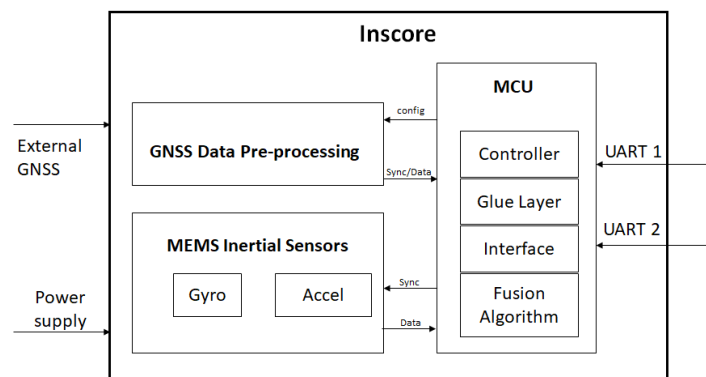 Inscore
MCU
config
External
GNSS
GNSS Data Pre-processing
Sync/Data
Controller
UART 1
Glue Layer
UART 2
MEMS Inertial Sensors
Interface
Gyro
Accel
Sync
Fusion
Algorithm
Power
supply
Data